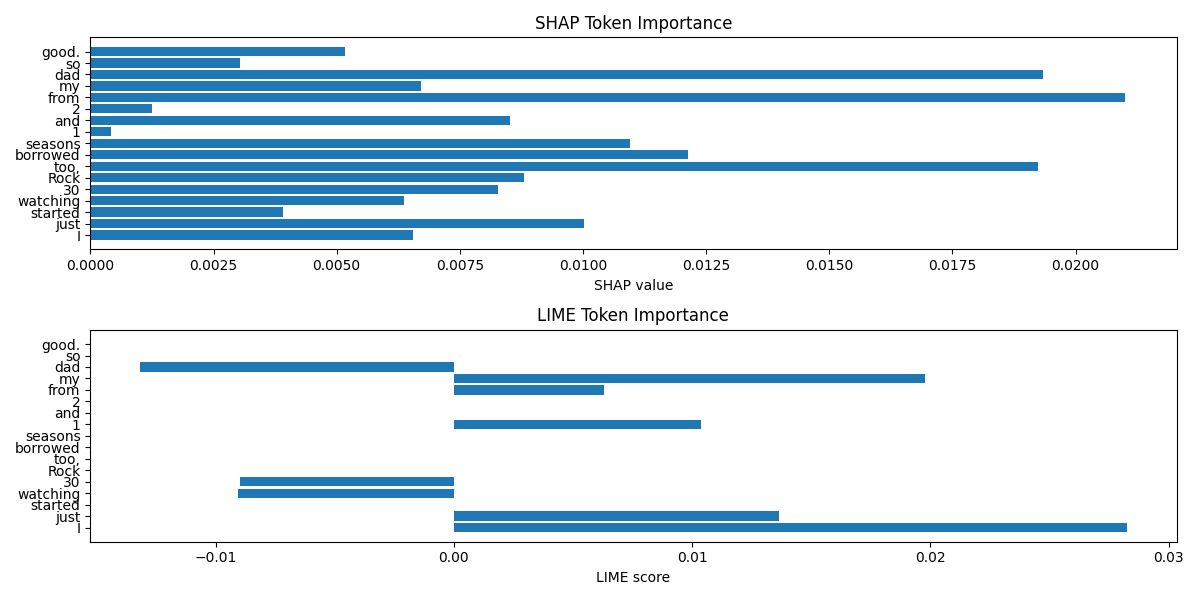 SHAP Token Importance
good.
so
dad
my
from
2
and
1
seasons
borrowed
too,
Rock
30
watching
started
just
I
0.0000 0.0025 0.0050 0.0075 0.0100 0.0125 0.0150 0.0175 0.0200
SHAP value
LIME Token Importance
good.
so
dad
my
from
2
and
1
seasons
borrowed
too,
Rock
30
watching
started
just
I
−0.01 0.00 0.01 0.02 0.03
LIME score